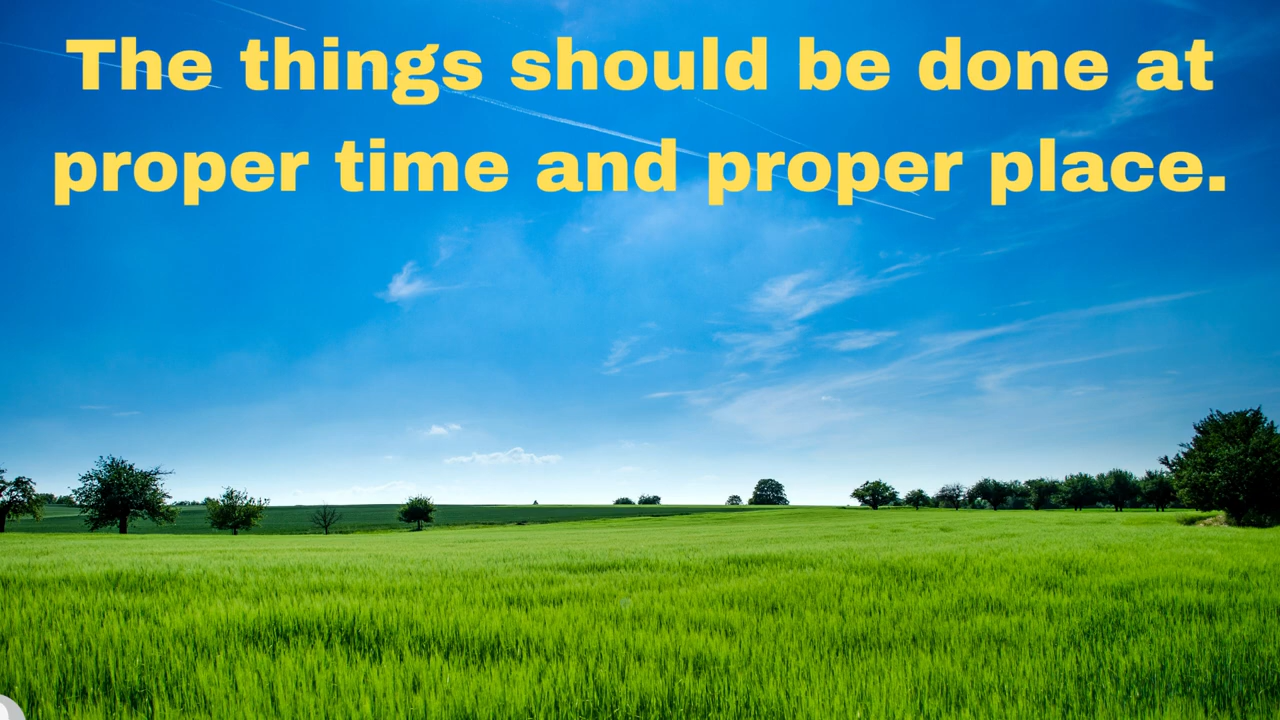 The things should be done at
proper time and proper place.